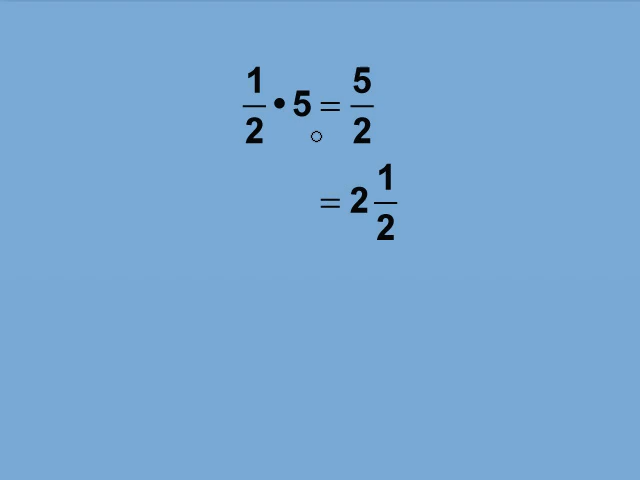 1/2 • 5 = 5/2
= 2 1/2